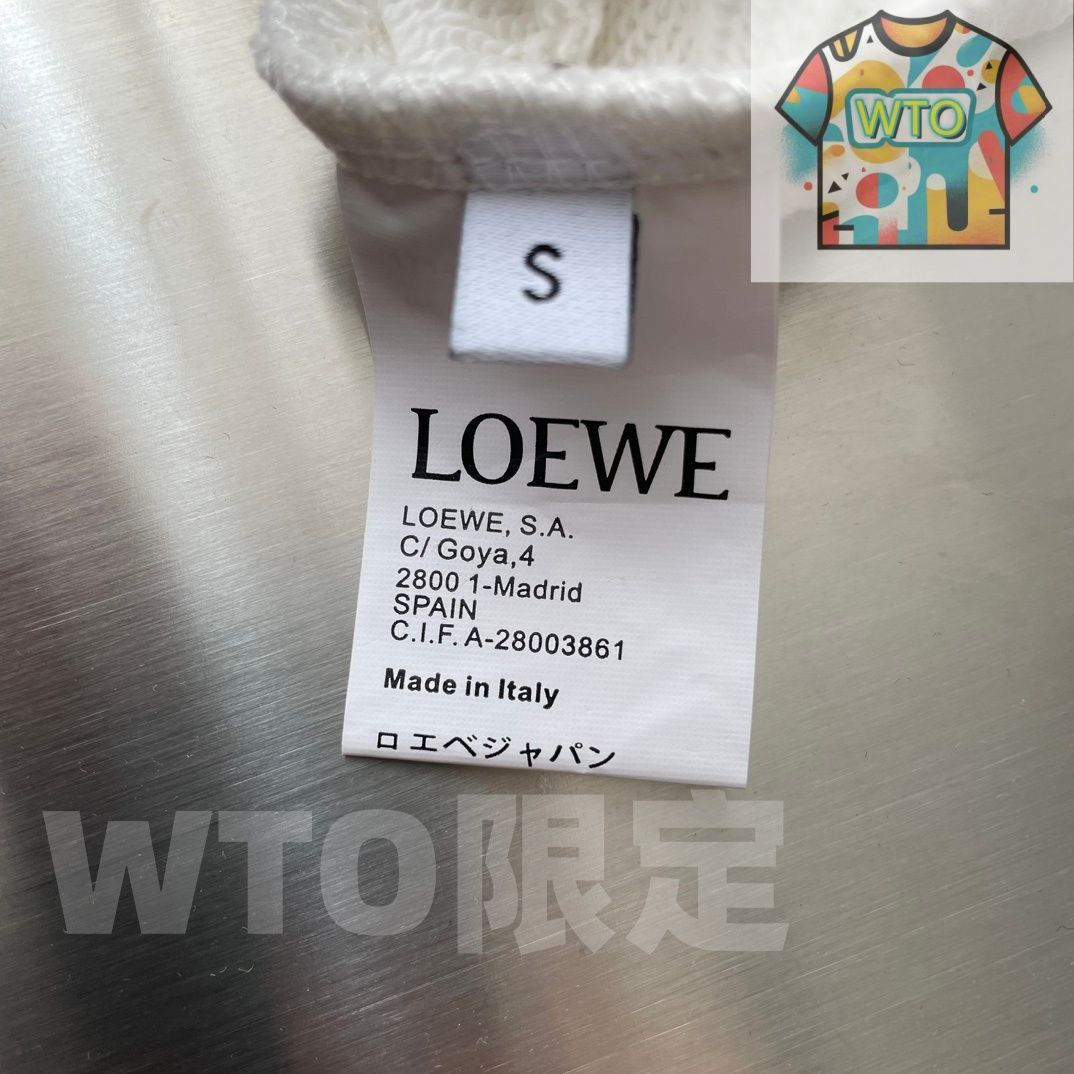 WTO
S
LOEWE
LOEWE, S.A.
C/ Goya,4
2800 1-Madrid
SPAIN
C.I.F. A-28003861
Made in Italy
ロエベジャパン
WTO限定